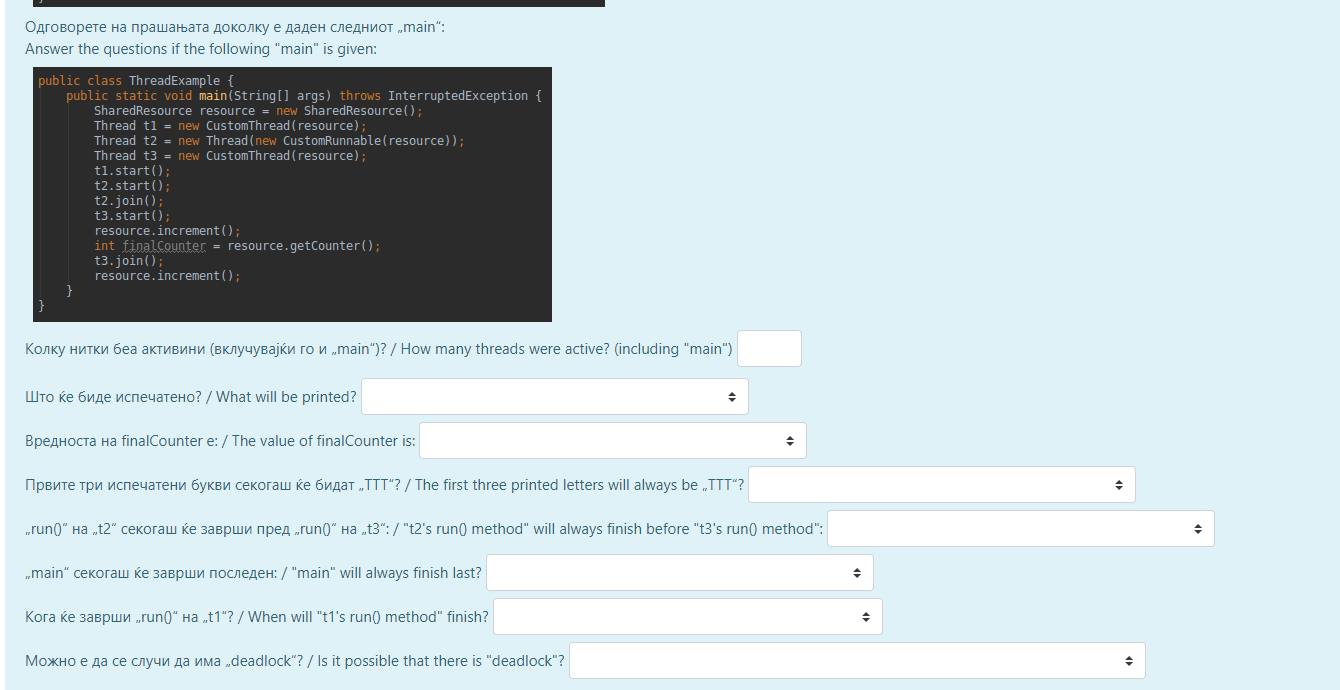 Одговорете на прашањата доколку е даден следниот „main“:
Answer the questions if the following "main" is given:
public class ThreadExample {
public static void main(String[] args) throws InterruptedException {
SharedResource resource = new SharedResource();
Thread t1 = new CustomThread(resource);
Thread t2 = new Thread(new CustomRunnable(resource));
Thread t3 = new CustomThread(resource);
t1.start();
t2.start();
t2.join();
t3.start();
resource.increment();
int finalCounter = resource.getCounter();
t3.join();
resource.increment();
}
}
Колку нитки беа активини (вклучувајќи го и „main“)? / How many threads were active? (including "main")
Што ќе биде испечатено? / What will be printed?
Вредноста на finalCounter е: / The value of finalCounter is:
Првите три испечатени букви секогаш ќе бидат „TTT“? / The first three printed letters will always be „TTT“?
„run()“ на „t2“ секогаш ќе заврши пред „run()“ на „t3“: / "t2's run() method" will always finish before "t3's run() method":
„main“ секогаш ќе заврши последен: / "main" will always finish last?
Кога ќе заврши „run()“ на „t1“? / When will "t1's run() method" finish?
Можно е да се случи да има „deadlock“? / Is it possible that there is "deadlock"?